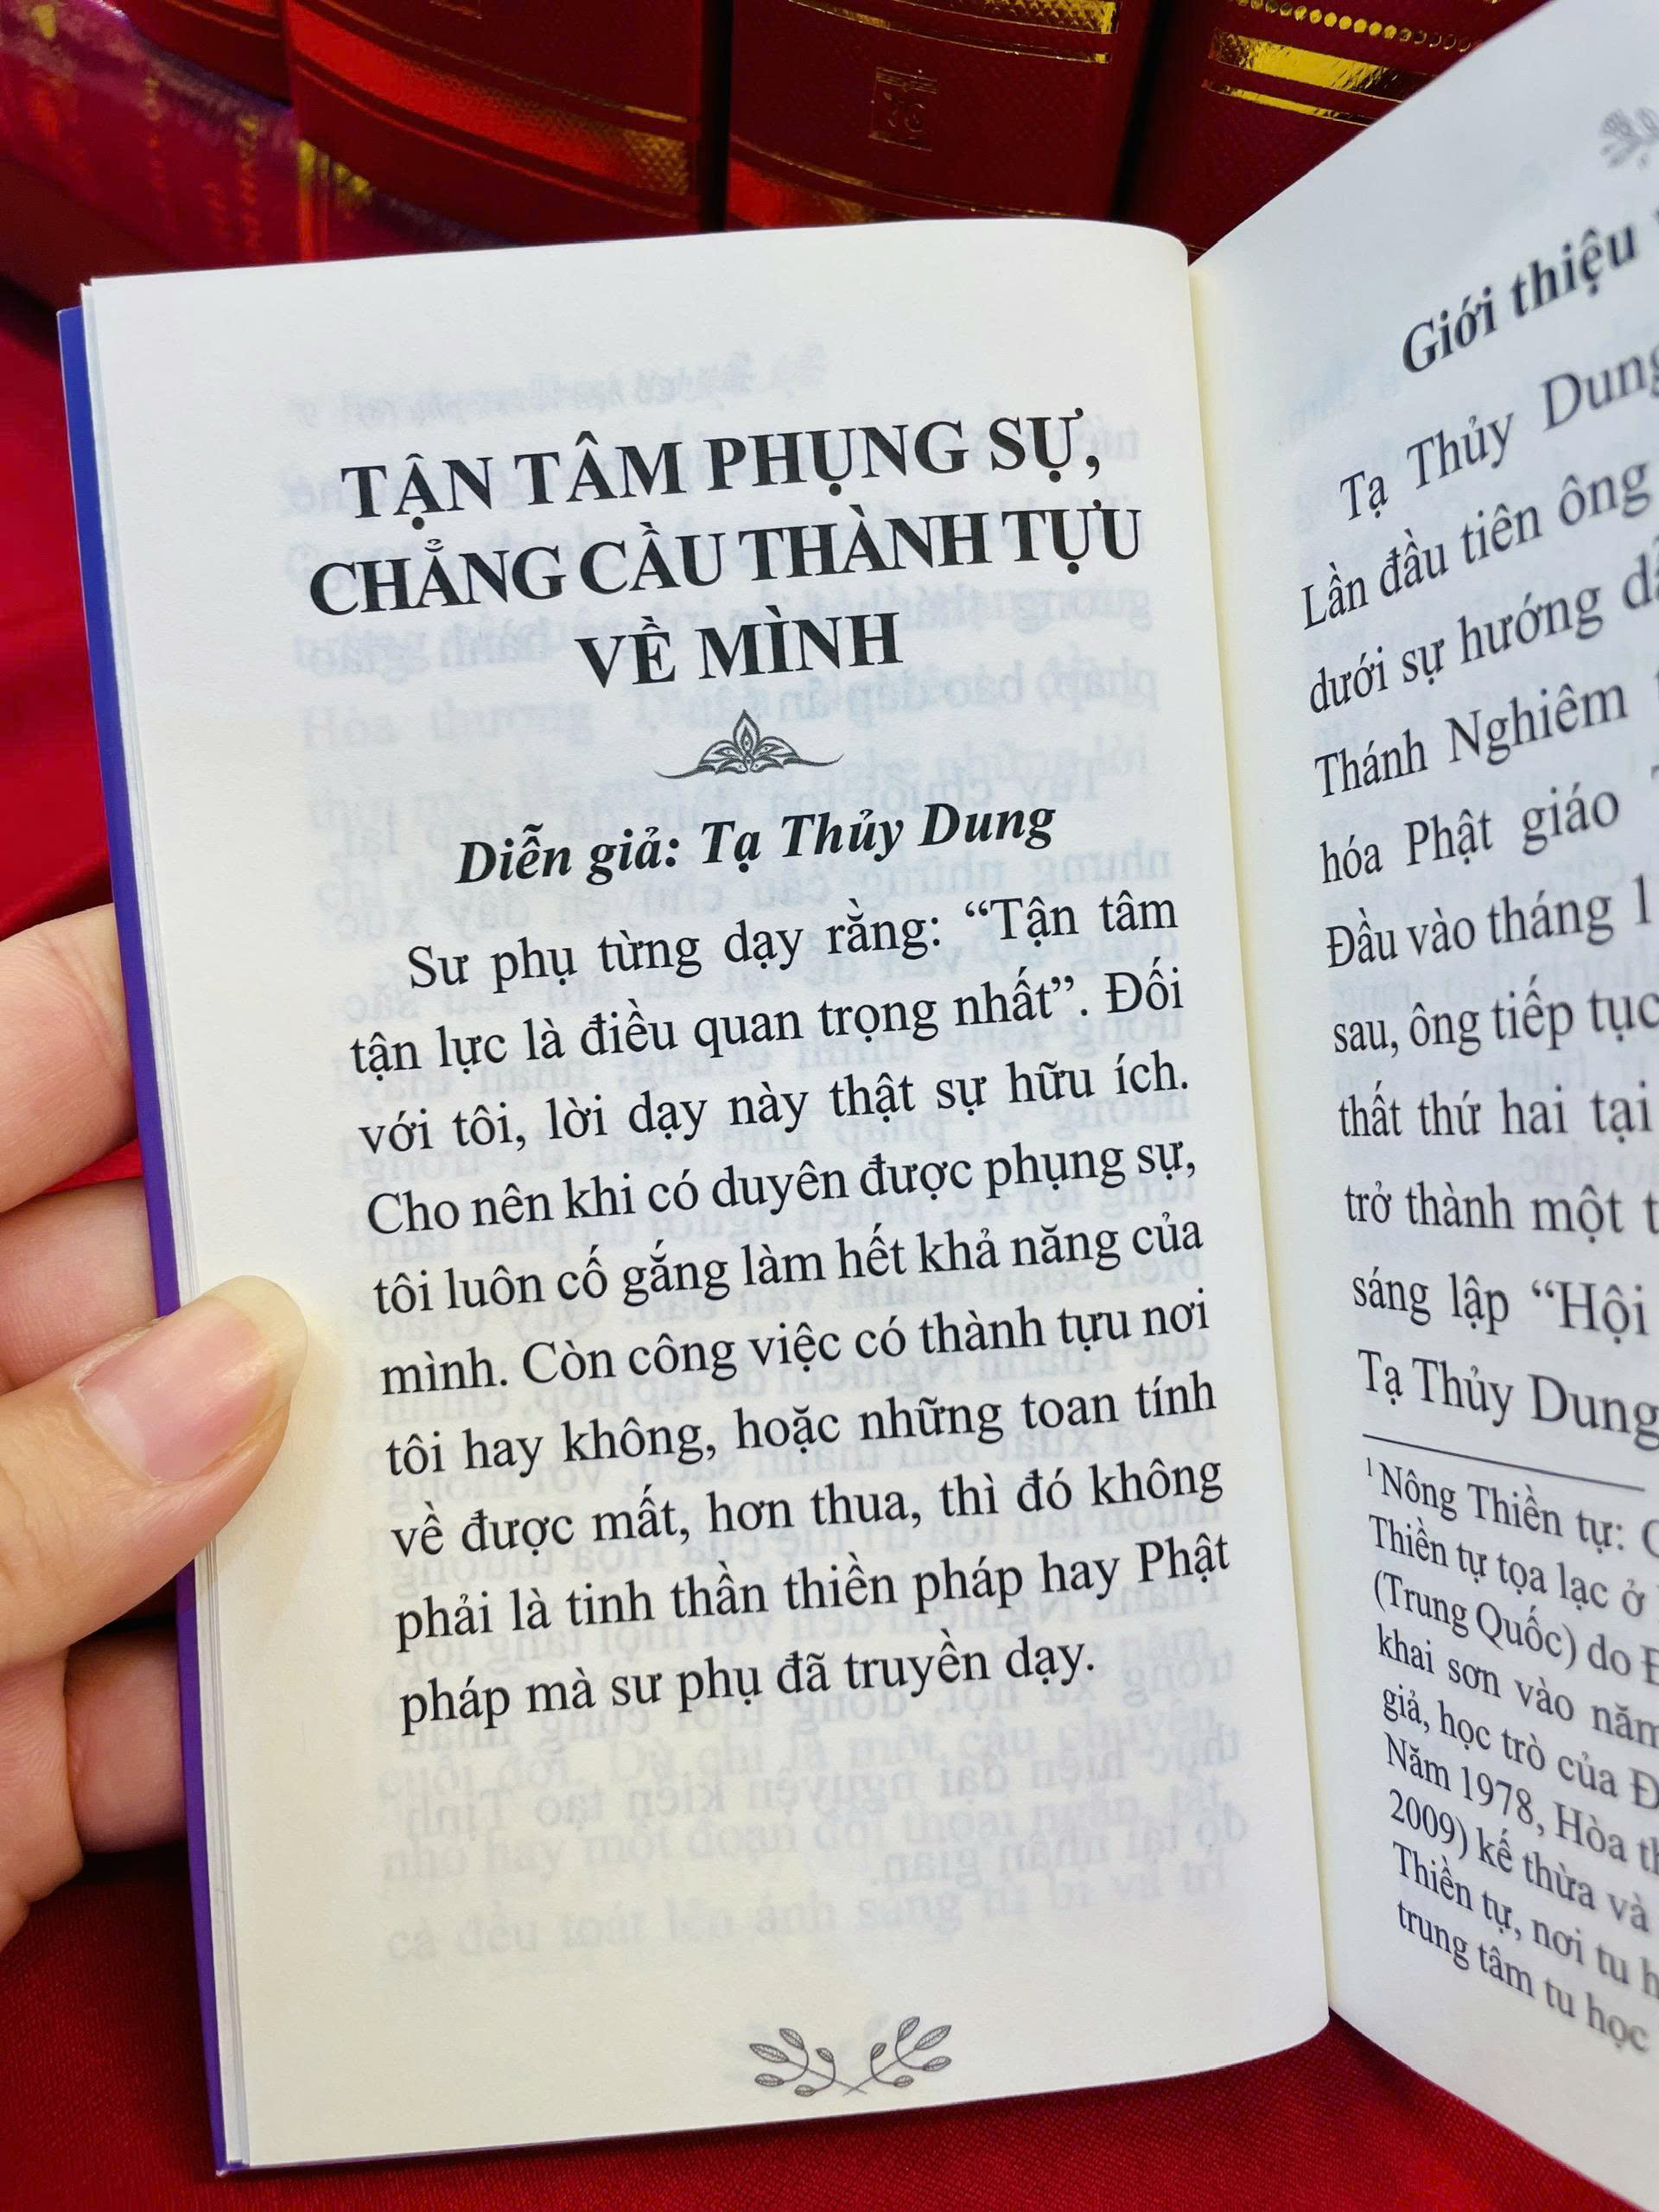 TẬN TÂM PHỤNG SỰ,
CHẲNG CẦU THÀNH TỰU
VỀ MÌNH
Diễn giả: Tạ Thủy Dung
Sư phụ từng dạy rằng: “Tận tâm
tận lực là điều quan trọng nhất”. Đối
với tôi, lời dạy này thật sự hữu ích.
Cho nên khi có duyên được phụng sự,
tôi luôn cố gắng làm hết khả năng của
mình. Còn công việc có thành tựu nơi
tôi hay không, hoặc những toan tính
về được mất, hơn thua, thì đó không
phải là tinh thần thiền pháp hay Phật
pháp mà sư phụ đã truyền dạy.
Giới thiệu
Tạ Thủy Dung
Lần đầu tiên ông
dưới sự hướng
Thánh Nghiêm
hóa Phật giáo
Đầu vào tháng 1
sau, ông tiếp tục
thất thứ hai tại
trở thành một
sáng lập “Hội
Tạ Thủy Dung
1 Nông Thiền tự:
Thiền tự tọa lạc ở
(Trung Quốc) do
khai sơn vào năm
giả, học trò của
Năm 1978, Hòa
2009) kế thừa và
Thiền tự, nơi tu
trung tâm tu học